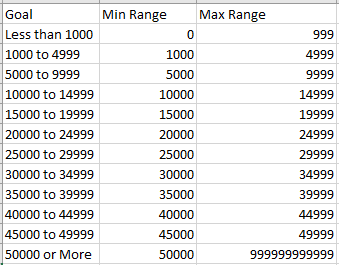 Goal Min Range Max Range
Less than 1000 0 999
1000 to 4999 1000 4999
5000 to 9999 5000 9999
10000 to 14999 10000 14999
15000 to 19999 15000 19999
20000 to 24999 20000 24999
25000 to 29999 25000 29999
30000 to 34999 30000 34999
35000 to 39999 35000 39999
40000 to 44999 40000 44999
45000 to 49999 45000 49999
50000 or More 50000 999999999999